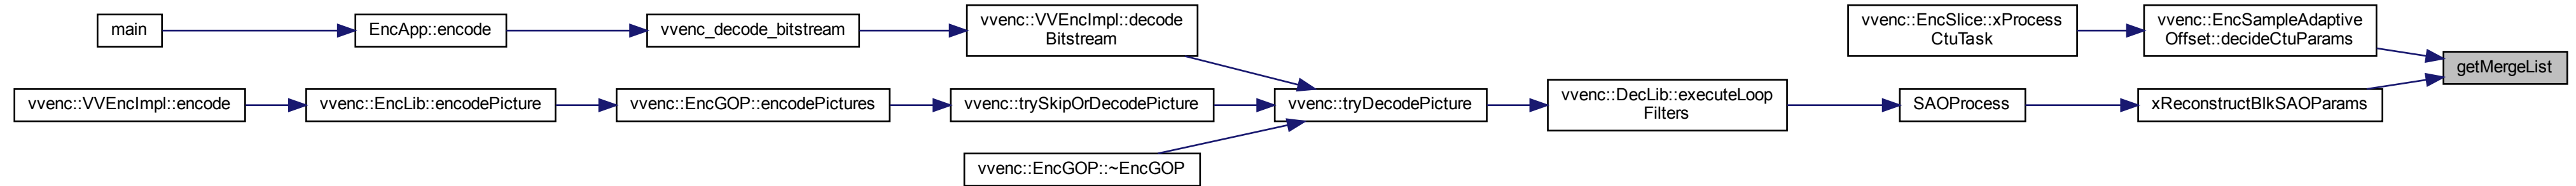 main
EncApp::encode
vvenc_decode_bitstream
vvenc::VVEncImpl::decode
Bitstream
vvenc::EncSlice::xProcess
CtuTask
vvenc::EncSampleAdaptive
Offset::decideCtuParams
getMergeList
vvenc::VVEncImpl::encode
vvenc::EncLib::encodePicture
vvenc::EncGOP::encodePictures
vvenc::trySkipOrDecodePicture
vvenc::tryDecodePicture
vvenc::DecLib::executeLoop
Filters
SAOProcess
xReconstructBlkSAOParams
vvenc::EncGOP::~EncGOP